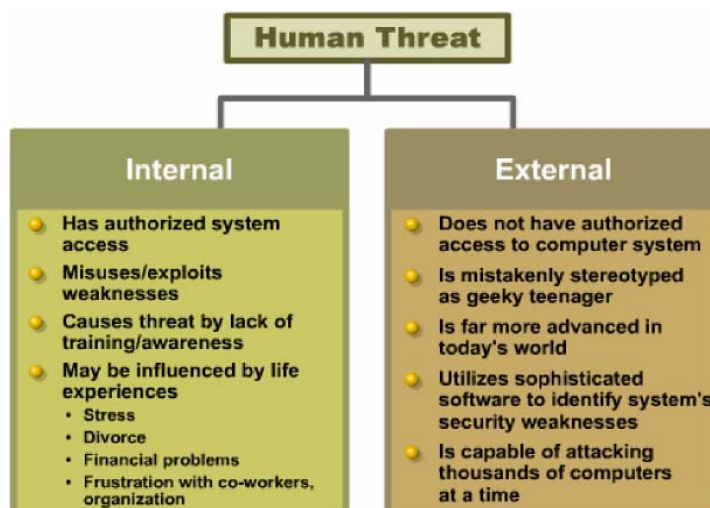 Human Threat
Internal
Has authorized system
access
Misuses/exploits
weaknesses
Causes threat by lack of
training/awareness
May be influenced by life
experiences
• Stress
• Divorce
• Financial problems
• Frustration with co-workers,
organization
External
Does not have authorized
access to computer system
Is mistakenly stereotyped
as geeky teenager
Is far more advanced in
today's world
Utilizes sophisticated
software to identify system's
security weaknesses
Is capable of attacking
thousands of computers
at a time